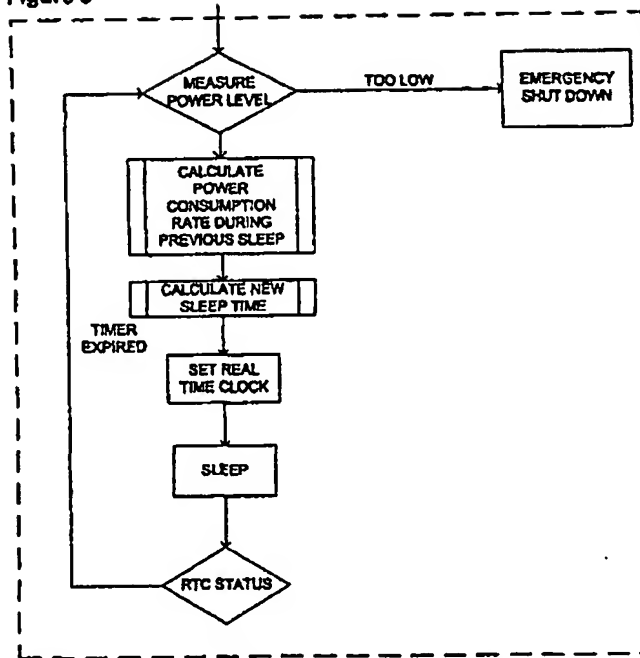 MEASURE
POWER LEVEL
TOO LOW
EMERGENCY
SHUT DOWN
CALCULATE
POWER
CONSUMPTION
RATE DURING
PREVIOUS SLEEP
CALCULATE NEW
SLEEP TIME
TIMER
EXPIRED
SET REAL
TIME CLOCK
SLEEP
RTC STATUS